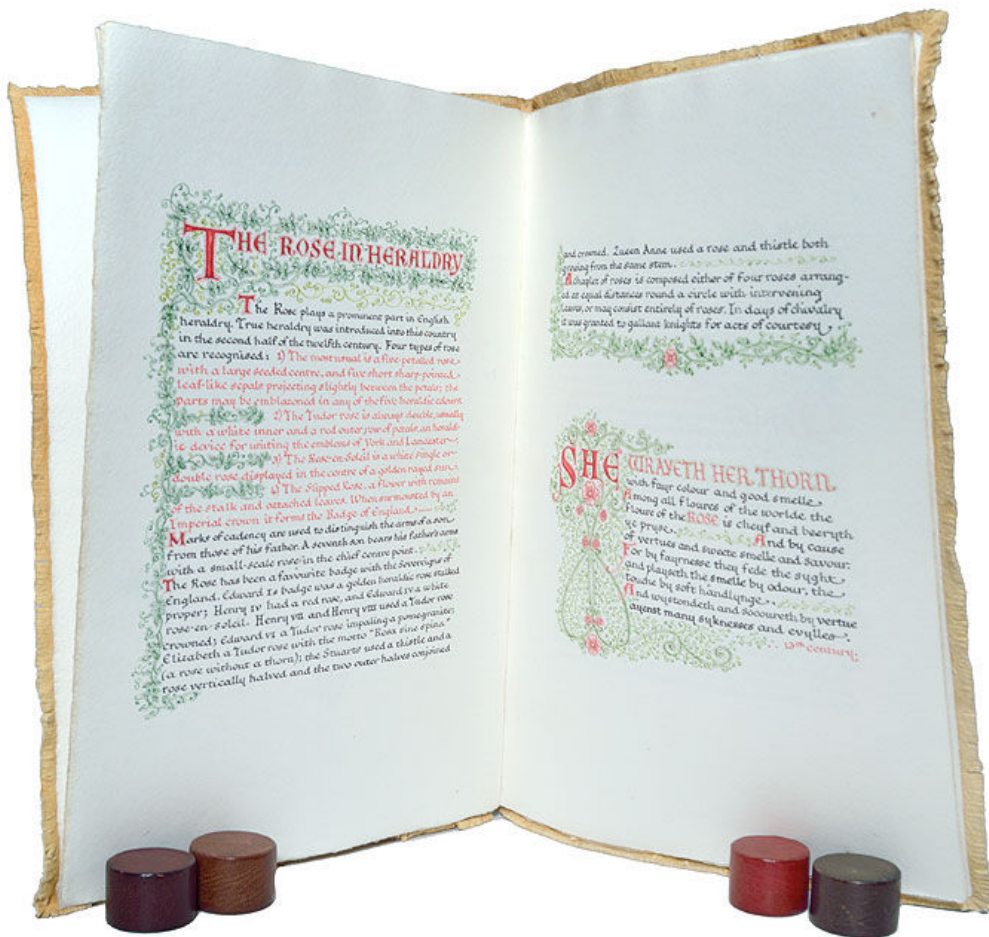 THE ROSE IN HERALDRY
The Rose plays a prominent part in English
heraldry. True heraldry was introduced into this country
in the second half of the twelfth century. Four types of rose
are recognised: 1) The most usual is a five-petalled rose
with a large seeded centre, and five short sharp-pointed
leaf-like sepals projecting slightly between the petals; the
parts may be emblazoned in any of the five heraldic colours
2) The Tudor rose is always double, usually
with a white inner and a red outer row of petals, an herald-
ic device for uniting the emblems of York and Lancaster.
3) The Rose-en-Soleil is a white single or
double rose displayed in the centre of a golden rayed sun.
4) The Slipped Rose, a flower with remains
of the stalk and attached leaves. When surmounted by an
Imperial crown it forms the Badge of England
Marks of cadency are used to distinguish the arms of a son
from those of his father. A seventh son bears his father's arms
with a small-scale rose in the chief centre point.
The Rose has been a favourite badge with the Sovereigns of
England. Edward I's badge was a golden heraldic rose stalked
proper; Henry IV had a red rose, and Edward IV a white
rose-en-soleil. Henry VII and Henry VIII used a Tudor rose
crowned; Edward VI a Tudor rose impaling a pomegranate;
Elizabeth a Tudor rose with the motto "Rosa sine spina"
(a rose without a thorn); the Stuarts used a thistle and a
rose vertically halved and the two outer halves conjoined
and crowned. Queen Anne used a rose and thistle both
growing from the same stem.
A chaplet of roses is composed either of four roses arrang-
ed at equal distances round a circle with intervening
leaves, or may consist entirely of roses. In days of chivalry
it was granted to gallant knights for acts of courtesy
SHE WRAYETH HER THORN
with fayr colour and good smelle
Among all floures of the worlde the
floure of the ROSE is cheyf and beeryth
ye pryse. And by cause
of vertues and sweete smelle and savour.
For by fayrnesse they fede the syght
and playseth the smelle by odour, the
touche by soft handlynge.
And wystondeth and socoureth by vertue
ayenst many syknesses and evylles.
13th Century.